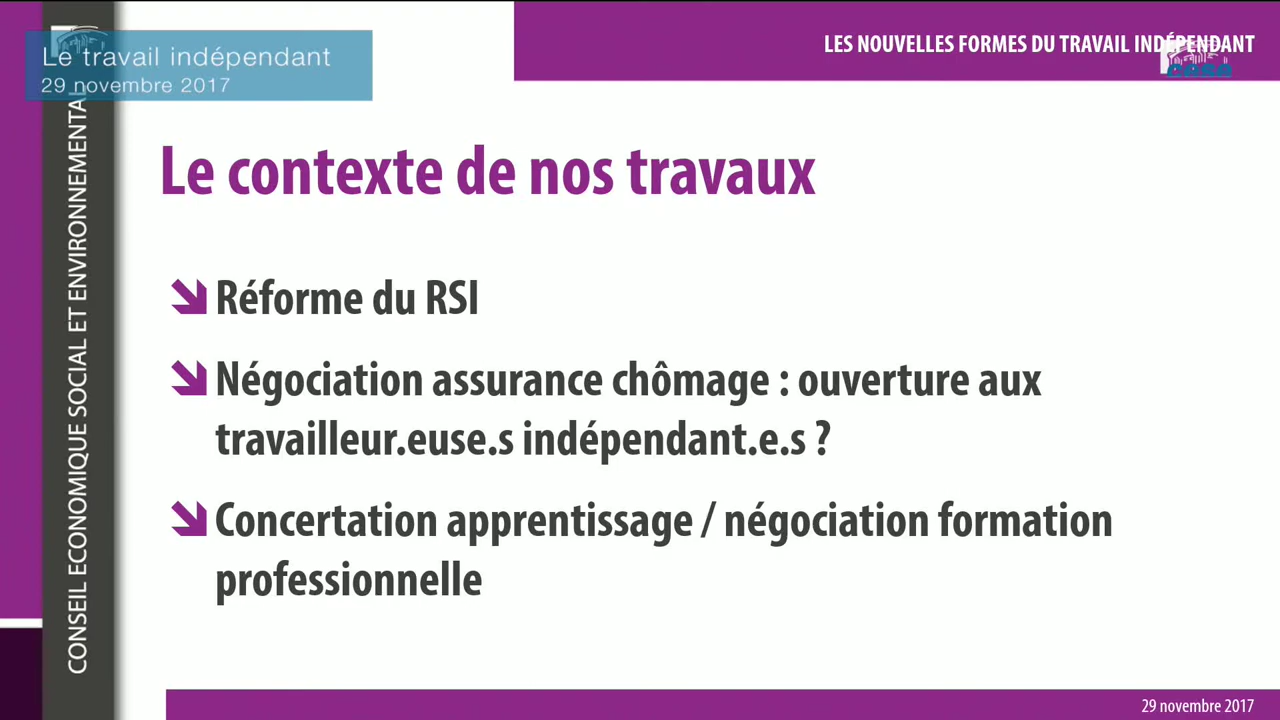 Le travail indépendant
29 novembre 2017
LES NOUVELLES FORMES DU TRAVAIL INDÉPENDANT
CONSEIL ECONOMIQUE SOCIAL ET ENVIRONNEMENTAL
Le contexte de nos travaux
Réforme du RSI
Négociation assurance chômage : ouverture aux
travailleur.euse.s indépendant.e.s ?
Concertation apprentissage / négociation formation
professionnelle
29 novembre 2017